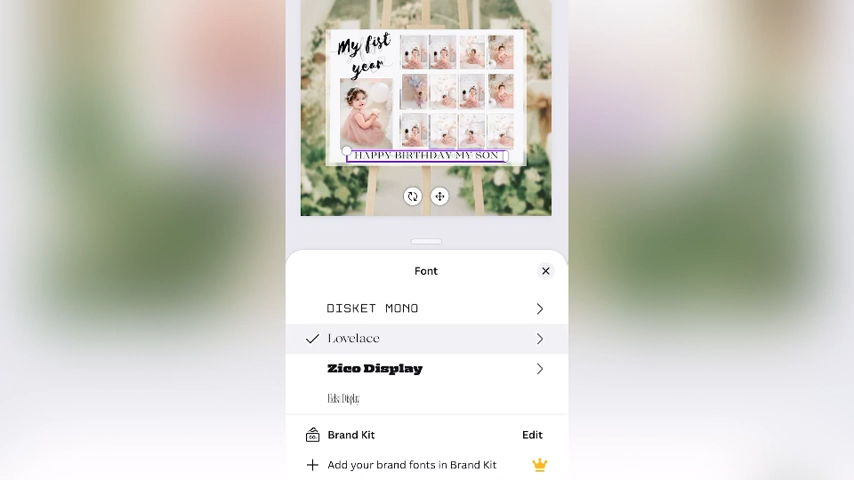 My fist
year
HAPPY BIRTHDAY MY SON
Font
DISKET MONO
Lovelace
Zico Display
Brand Kit
Edit
Add your brand fonts in Brand Kit